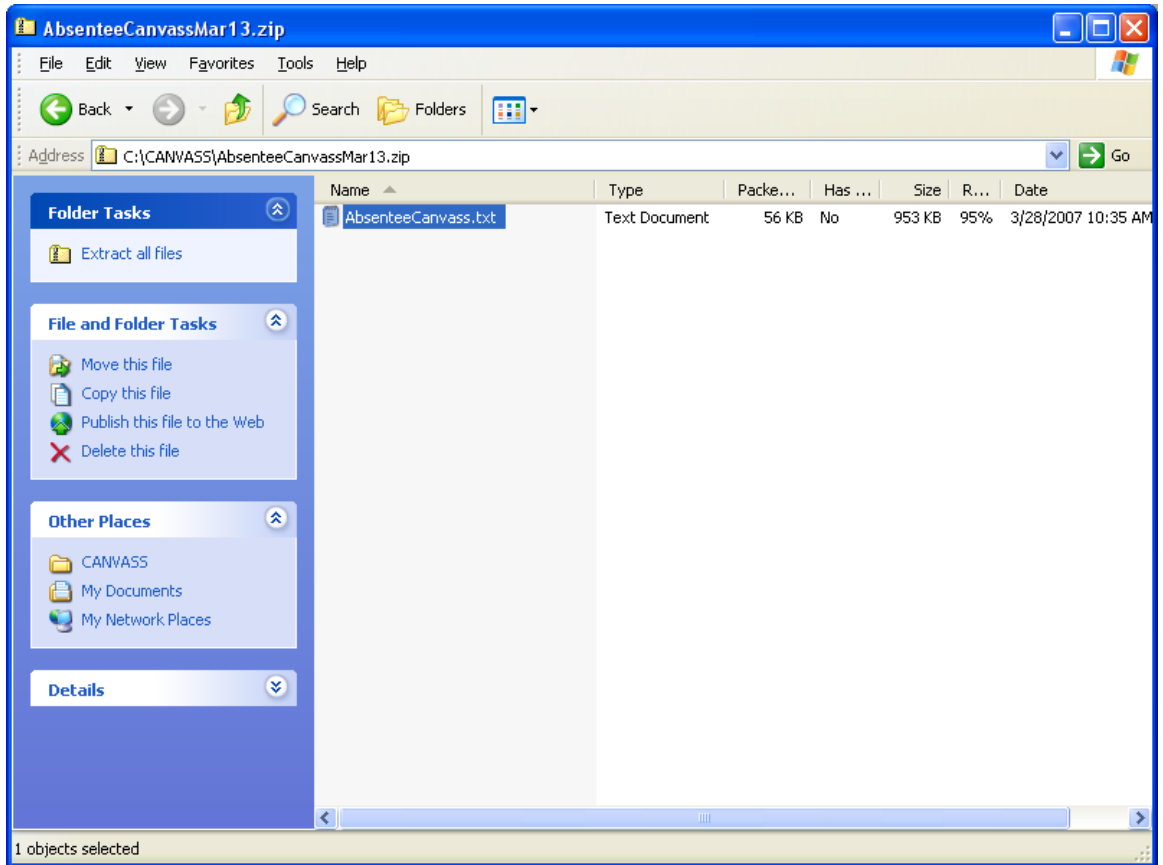 AbsenteeCanvassMar13.zip
File Edit View Favorites Tools Help
Back Search Folders
Address C:\CANVASS\AbsenteeCanvassMar13.zip Go
Name Type Packe... Has ... Size R... Date
AbsenteeCanvass.txt Text Document 56 KB No 953 KB 95% 3/28/2007 10:35 AM
Folder Tasks
Extract all files
File and Folder Tasks
Move this file
Copy this file
Publish this file to the Web
Delete this file
Other Places
CANVASS
My Documents
My Network Places
Details
1 objects selected